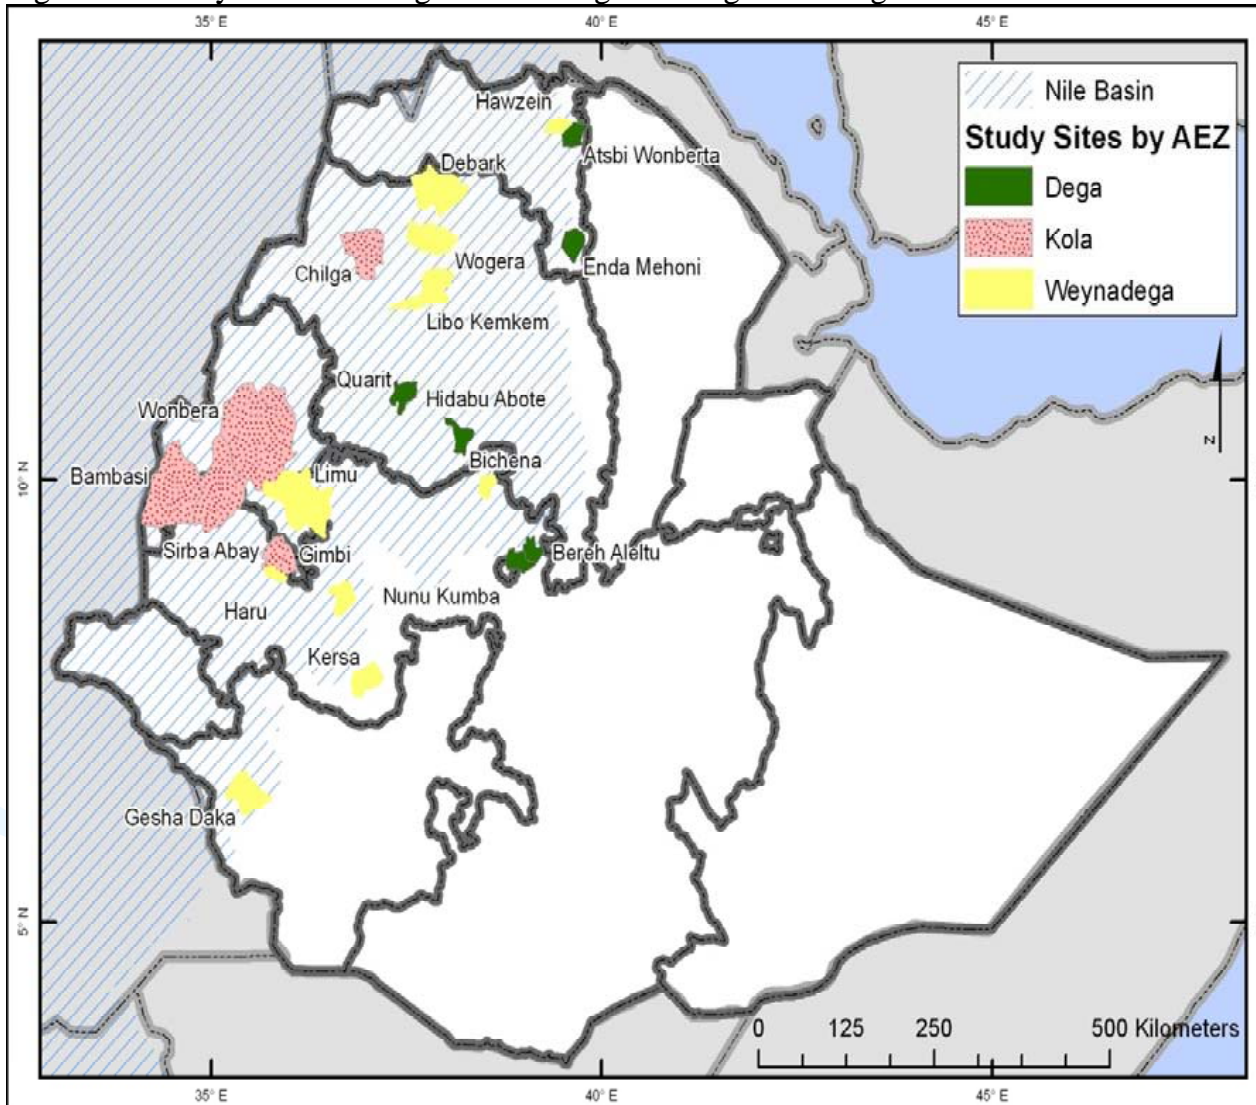 35° E 40° E 45° E
Nile Basin
Study Sites by AEZ
Dega
Kola
Weynadega
Hawzein
Atsbi Wonberta
Debark
Enda Mehoni
Wogera
Chilga
Libo Kemkem
Quarit
Hidabu Abote
Wonbera
Bichena
Bambasi
Limu
Sirba Abay
Gimbi
Bereh Aleltu
Haru
Nunu Kumba
Kersa
Gesha Daka
10° N
5° N
N
0 125 250 500 Kilometers
35° E 40° E 45° E